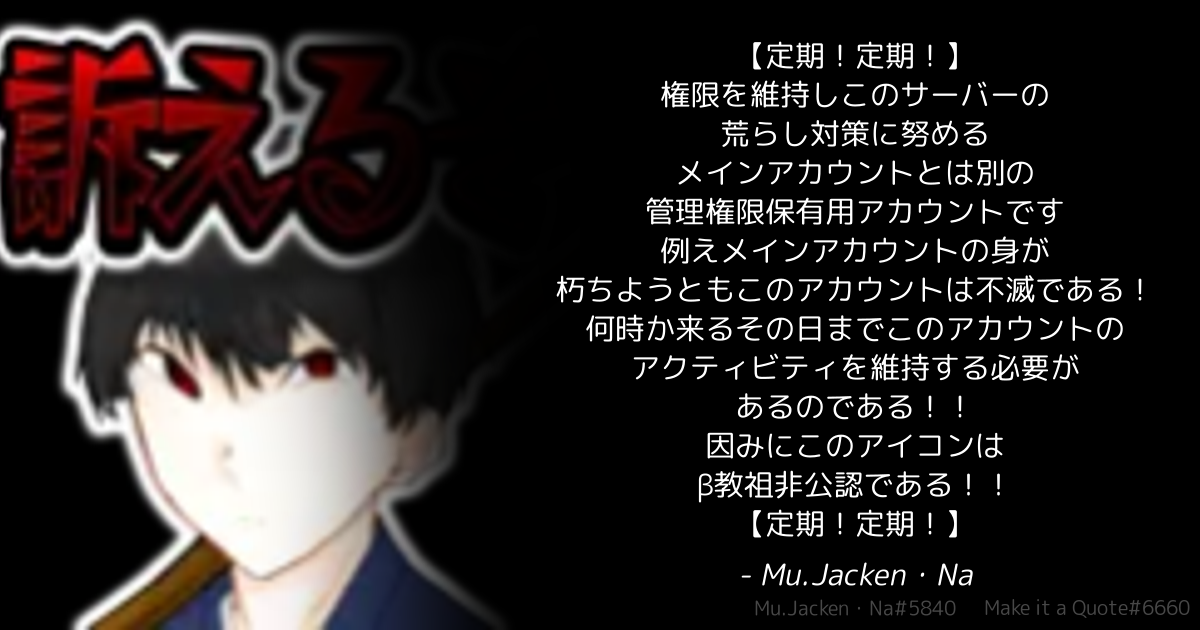 訴える
【定期！定期！】
権限を維持しこのサーバーの
荒らし対策に努める
メインアカウントとは別の
管理権限保有用アカウントです
例えメインアカウントの身が
朽ちようともこのアカウントは不滅である！
何時か来るその日までこのアカウントの
アクティビティを維持する必要が
あるのである！！
因みにこのアイコンは
β教祖非公認である！！
【定期！定期！】
- Mu.Jacken・Na
Mu.Jacken・Na#5840 Make it a Quote#6660